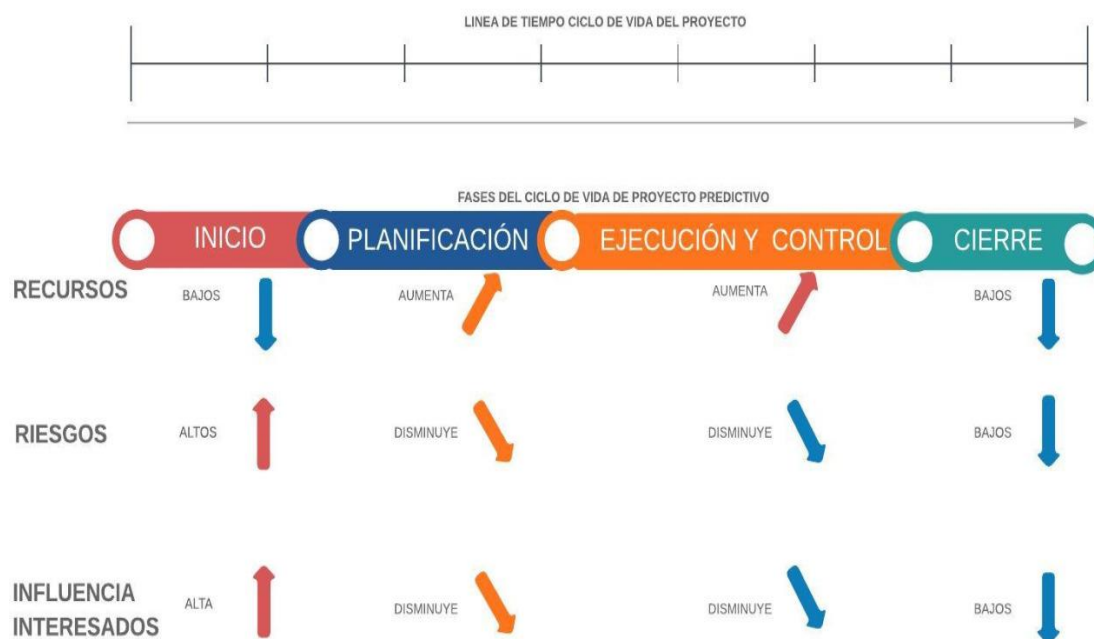 LINEA DE TIEMPO CICLO DE VIDA DEL PROYECTO
FASES DEL CICLO DE VIDA DE PROYECTO PREDICTIVO
INICIO
PLANIFICACIÓN
EJECUCIÓN Y CONTROL
CIERRE
RECURSOS
BAJOS
AUMENTA
AUMENTA
BAJOS
RIESGOS
ALTOS
DISMINUYE
DISMINUYE
BAJOS
INFLUENCIA
INTERESADOS
ALTA
DISMINUYE
DISMINUYE
BAJOS